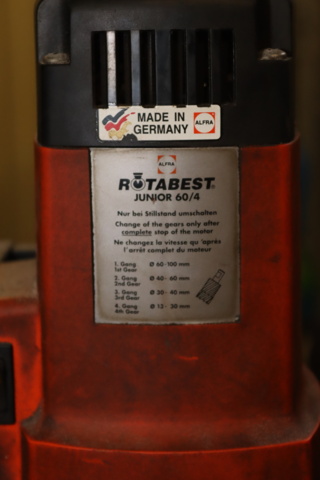 MADE IN
GERMANY
ALFRA
ALFRA
ROTABEST®
JUNIOR 60/4
Nur bei Stillstand umschalten
Change of the gears only after
complete stop of the motor
Ne changez la vitesse qu'après
l'arrêt complet du moteur
1. Gang Ø 60-100 mm
1st Gear
2. Gang Ø 40- 60 mm
2nd Gear
3. Gang Ø 20- 40 mm
3rd Gear
4. Gang Ø 12- 30 mm
4th Gear